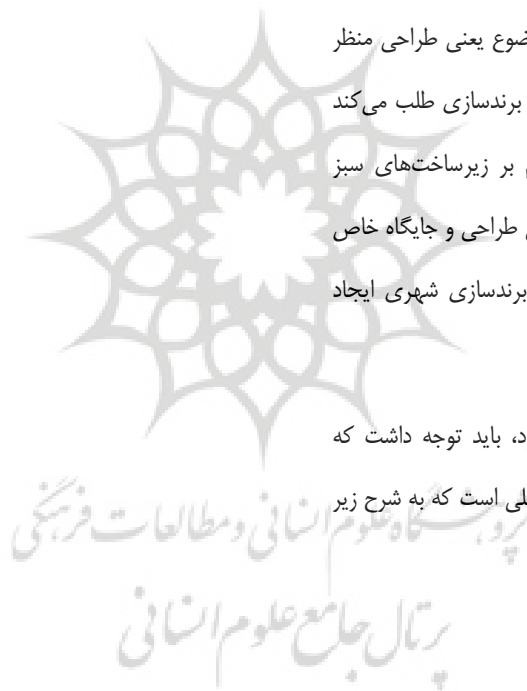 ضوع یعنی طراحی منظر
برندسازی طلب می‌کند
بر زیرساخت‌های سبز
طراحی و جایگاه خاص
برندسازی شهری ایجاد
د، باید توجه داشت که
لی است که به شرح زیر
پژوهشگاه علوم انسانی و مطالعات فرهنگی
پرتال جامع علوم انسانی